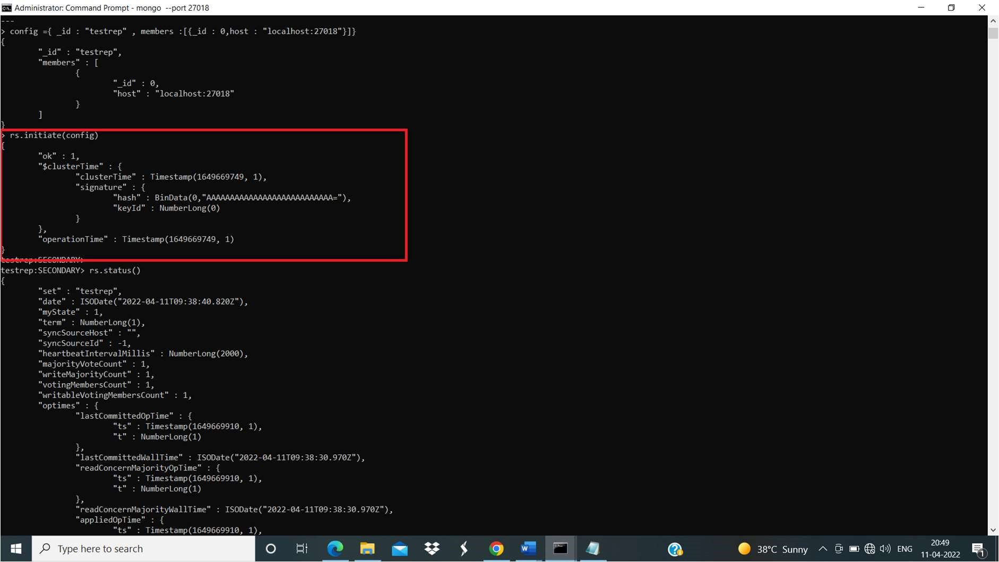 Administrator: Command Prompt - mongo  --port 27018
---
> config ={ _id : "testrep" , members :[{_id : 0,host : "localhost:27018"}]}
{
        "_id" : "testrep",
        "members" : [
                {
                        "_id" : 0,
                        "host" : "localhost:27018"
                }
        ]
}
> rs.initiate(config)
{
        "ok" : 1,
        "$clusterTime" : {
                "clusterTime" : Timestamp(1649669749, 1),
                "signature" : {
                        "hash" : BinData(0,"AAAAAAAAAAAAAAAAAAAAAAAAAAA="),
                        "keyId" : NumberLong(0)
                }
        },
        "operationTime" : Timestamp(1649669749, 1)
}
testrep:SECONDARY>
testrep:SECONDARY> rs.status()
{
        "set" : "testrep",
        "date" : ISODate("2022-04-11T09:38:40.820Z"),
        "myState" : 1,
        "term" : NumberLong(1),
        "syncSourceHost" : "",
        "syncSourceId" : -1,
        "heartbeatIntervalMillis" : NumberLong(2000),
        "majorityVoteCount" : 1,
        "writeMajorityCount" : 1,
        "votingMembersCount" : 1,
        "writableVotingMembersCount" : 1,
        "optimes" : {
                "lastCommittedOpTime" : {
                        "ts" : Timestamp(1649669910, 1),
                        "t" : NumberLong(1)
                },
                "lastCommittedWallTime" : ISODate("2022-04-11T09:38:30.970Z"),
                "readConcernMajorityOpTime" : {
                        "ts" : Timestamp(1649669910, 1),
                        "t" : NumberLong(1)
                },
                "readConcernMajorityWallTime" : ISODate("2022-04-11T09:38:30.970Z"),
                "appliedOpTime" : {
                        "ts" : Timestamp(1649669910, 1),
Type here to search
38°C Sunny
ENG
20:49
11-04-2022
1